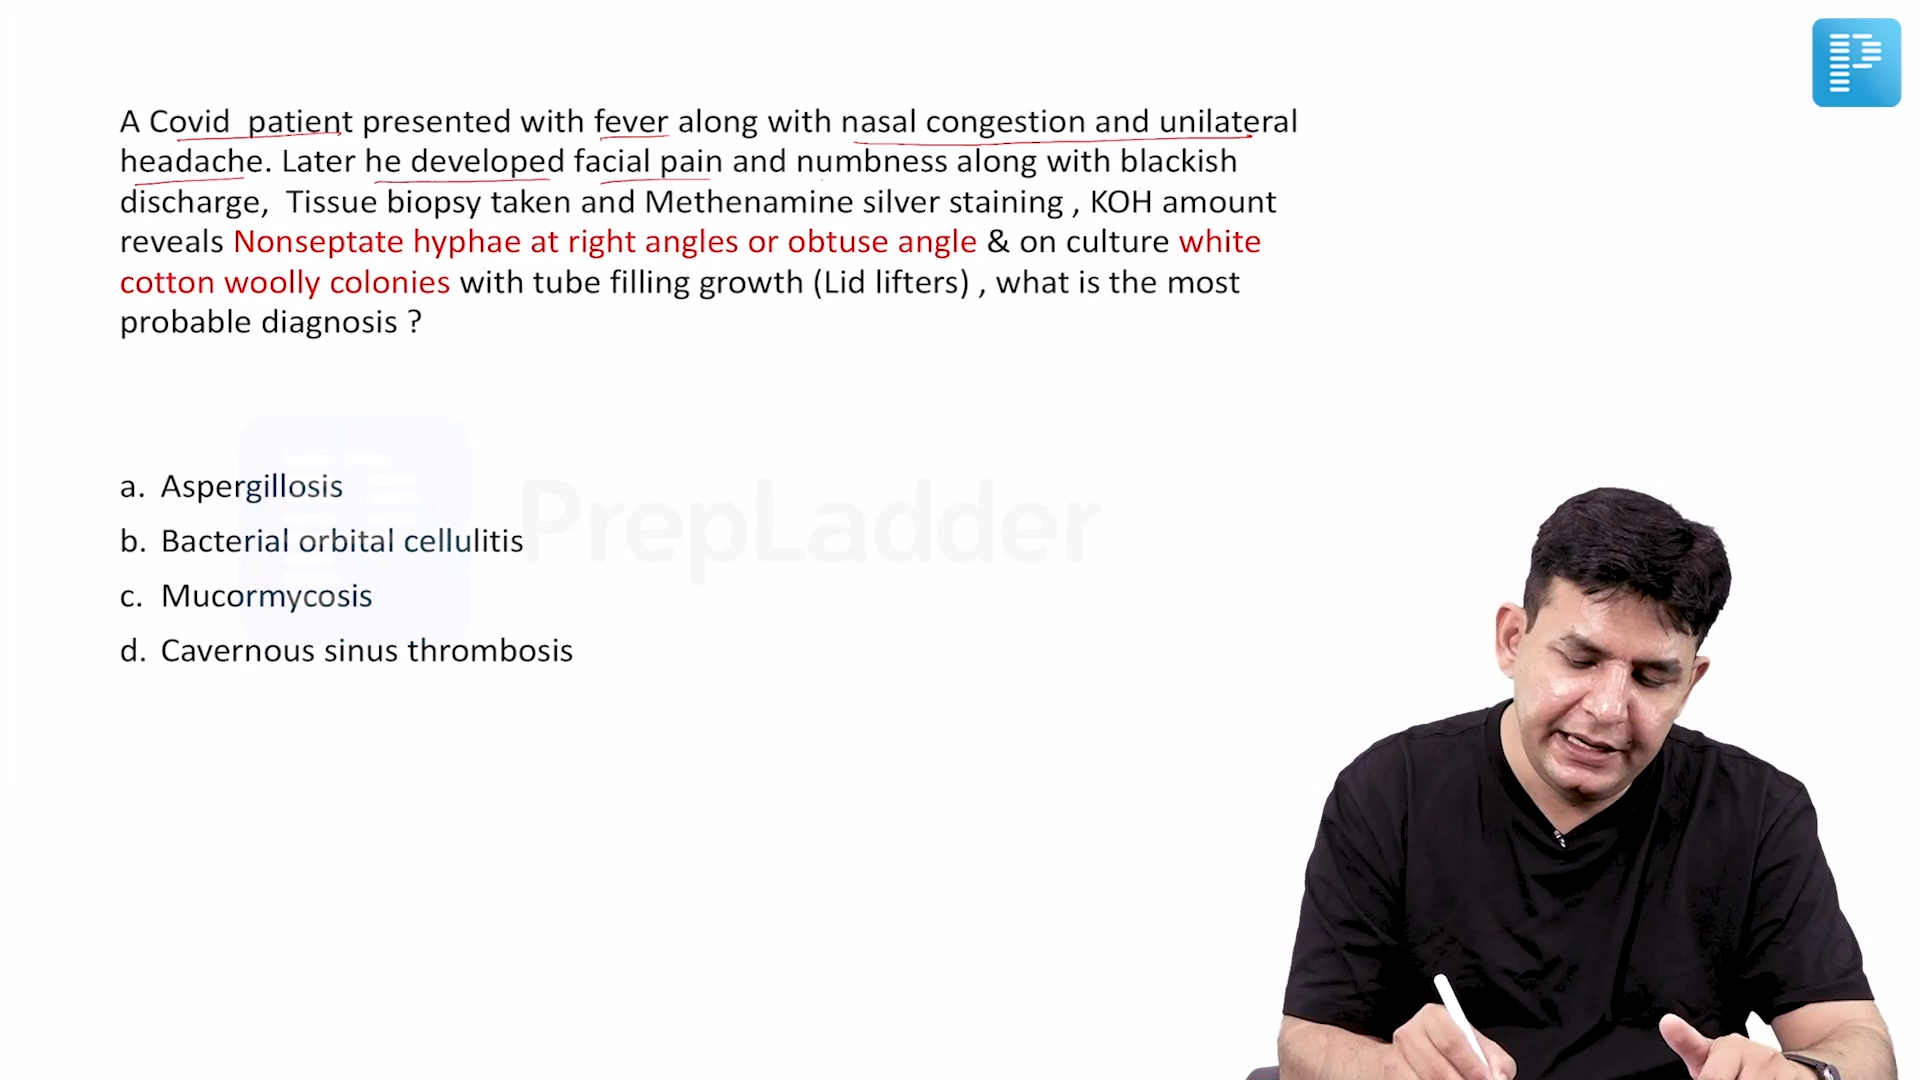 A Covid patient presented with fever along with nasal congestion and unilateral
headache. Later he developed facial pain and numbness along with blackish
discharge, Tissue biopsy taken and Methenamine silver staining , KOH amount
reveals Nonseptate hyphae at right angles or obtuse angle & on culture white
cotton woolly colonies with tube filling growth (Lid lifters) , what is the most
probable diagnosis ?
a. Aspergillosis
PrepLadder
b. Bacterial orbital cellulitis
c. Mucormycosis
d. Cavernous sinus thrombosis